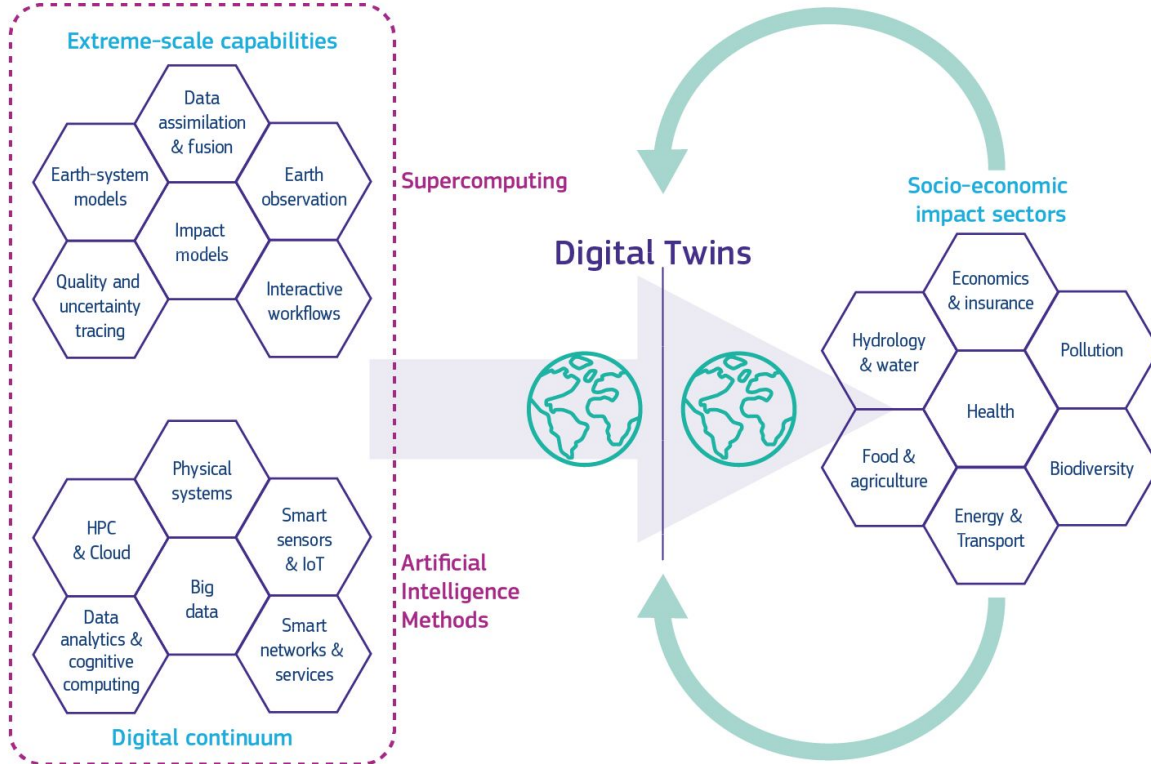 Extreme-scale capabilities
Data
assimilation
& fusion
Earth-system
models
Earth
observation
Impact
models
Quality and
uncertainty
tracing
Interactive
workflows
Supercomputing
Physical
systems
HPC
& Cloud
Smart
sensors
& IoT
Big
data
Data
analytics &
cognitive
computing
Smart
networks &
services
Digital continuum
Artificial
Intelligence
Methods
Digital Twins
Socio-economic
impact sectors
Economics
& insurance
Hydrology
& water
Pollution
Health
Food &
agriculture
Biodiversity
Energy &
Transport